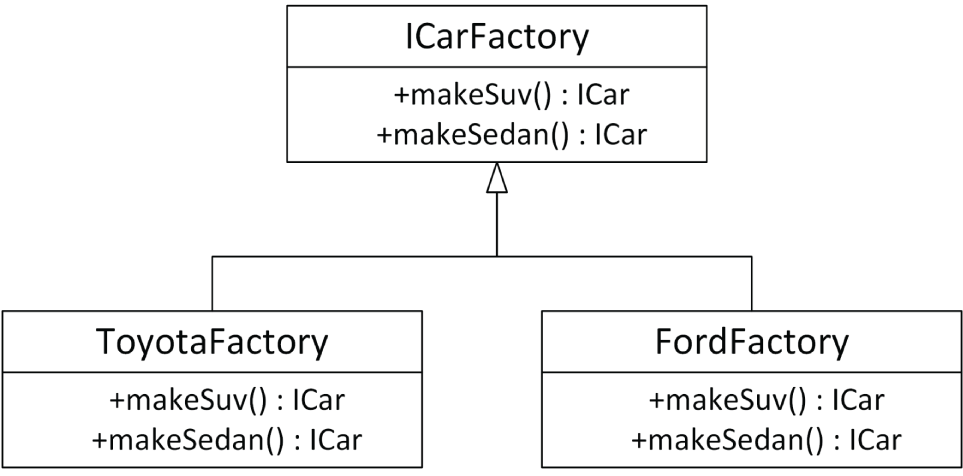 ICarFactory
+makeSuv() : ICar
+makeSedan() : ICar
ToyotaFactory
+makeSuv() : ICar
+makeSedan() : ICar
FordFactory
+makeSuv() : ICar
+makeSedan() : ICar